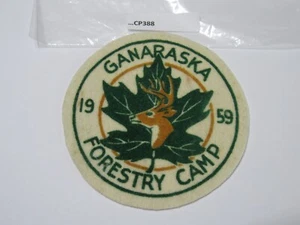 ...CP388
GANARASKA
19 59
FORESTRY CAMP